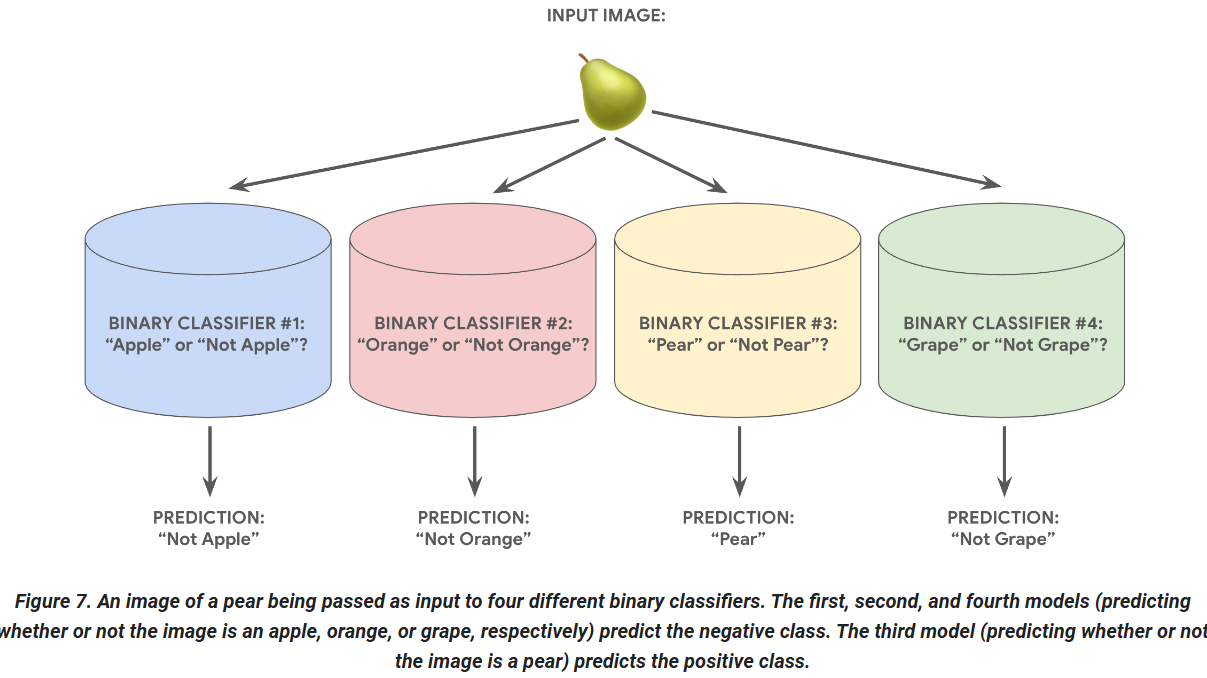 INPUT IMAGE:
BINARY CLASSIFIER #1:
“Apple” or “Not Apple”?
BINARY CLASSIFIER #2:
“Orange” or “Not Orange”?
BINARY CLASSIFIER #3:
“Pear” or “Not Pear”?
BINARY CLASSIFIER #4:
“Grape” or “Not Grape”?
PREDICTION:
“Not Apple”
PREDICTION:
“Not Orange”
PREDICTION:
“Pear”
PREDICTION:
“Not Grape”
Figure 7. An image of a pear being passed as input to four different binary classifiers. The first, second, and fourth models (predicting
whether or not the image is an apple, orange, or grape, respectively) predict the negative class. The third model (predicting whether or not
the image is a pear) predicts the positive class.